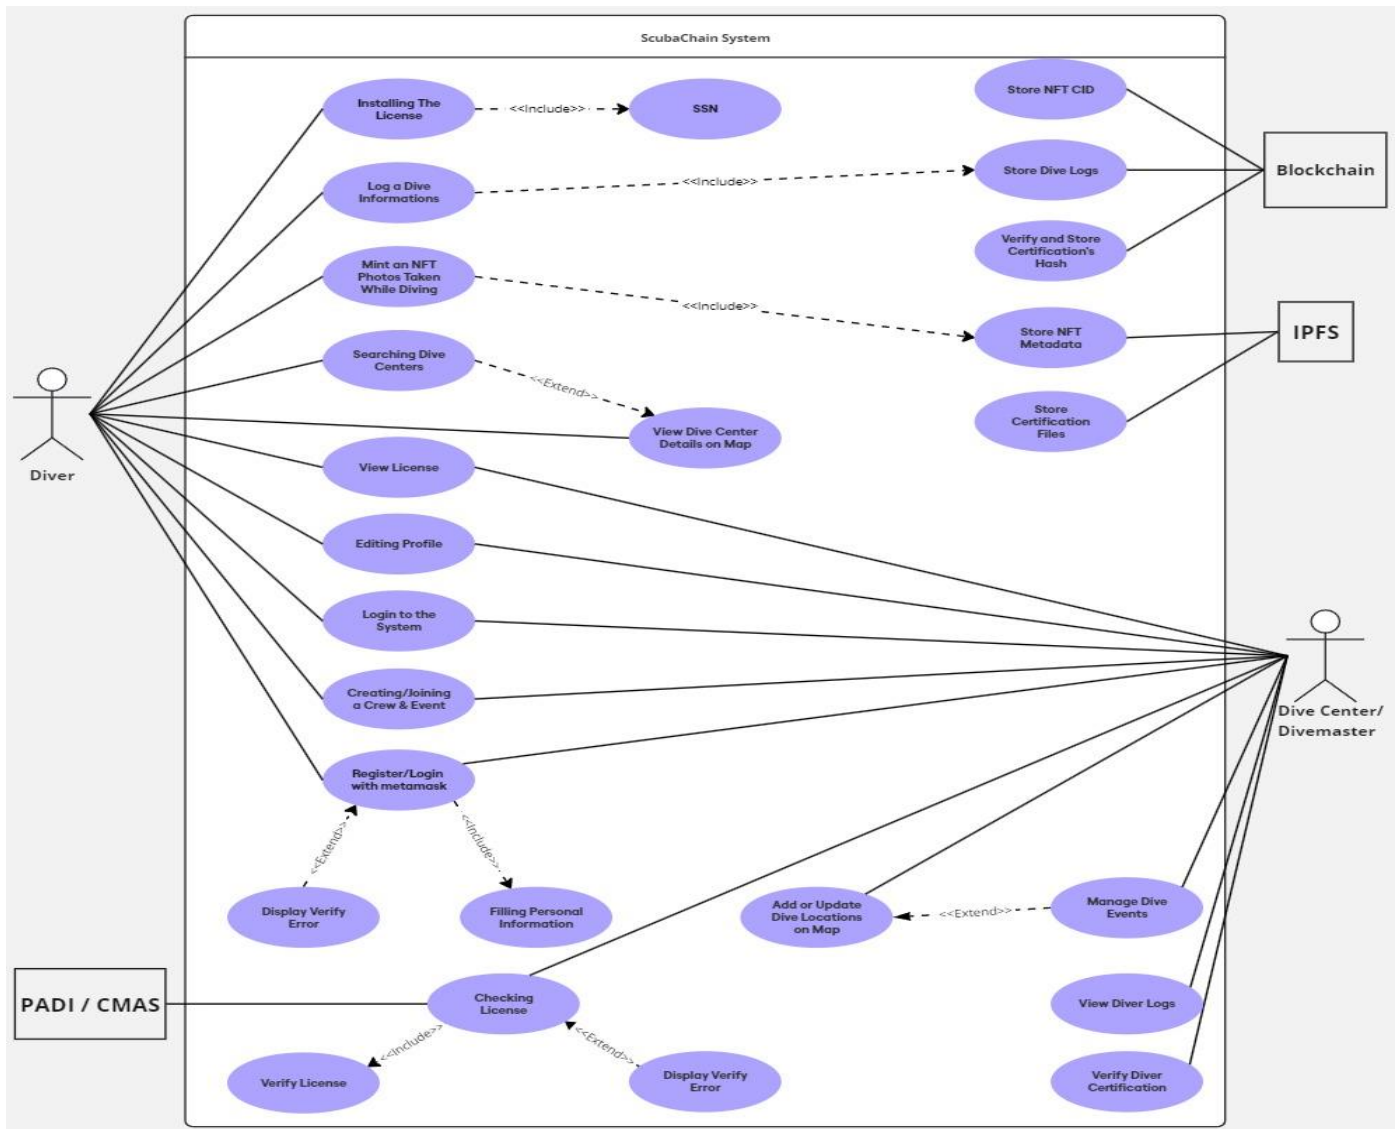 ScubaChain System
Installing The
License
<<Include>>
SSN
Store NFT CID
Log a Dive
Informations
<<Include>>
Store Dive Logs
Blockchain
Mint an NFT
Photos Taken
While Diving
<<Include>>
Verify and Store
Certification's
Hash
Store NFT
Metadata
IPFS
Searching Dive
Centers
<<Extend>>
View Dive Center
Details on Map
Store
Certification
Files
Diver
View License
Editing Profile
Login to the
System
Creating/Joining
a Crew & Event
Dive Center/
Divemaster
Register/Login
with metamask
<<Extend>>
<<Include>>
Display Verify
Error
Filling Personal
Information
Add or Update
Dive Locations
on Map
<<Extend>>
Manage Dive
Events
PADI / CMAS
Checking
License
View Diver Logs
<<Include>>
<<Extend>>
Verify License
Display Verify
Error
Verify Diver
Certification